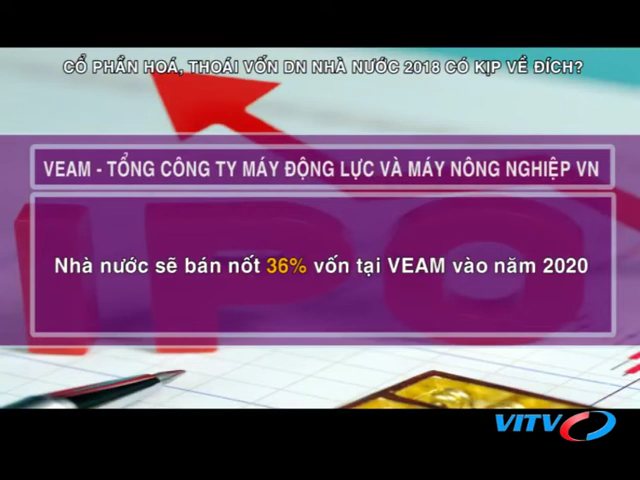 CỔ PHẦN HOÁ, THOÁI VỐN DN NHÀ NƯỚC 2018 CÓ KỊP VỀ ĐÍCH?
VEAM - TỔNG CÔNG TY MÁY ĐỘNG LỰC VÀ MÁY NÔNG NGHIỆP VN
IPO
Nhà nước sẽ bán nốt 36% vốn tại VEAM vào năm 2020
VITV